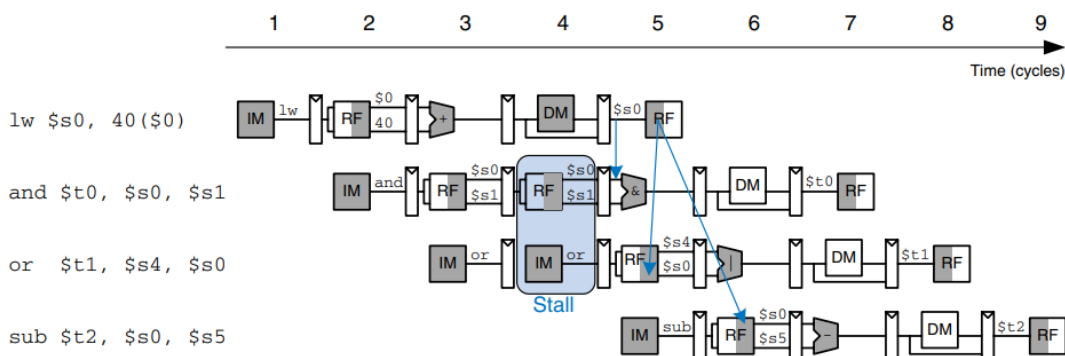 1 2 3 4 5 6 7 8 9
Time (cycles)
lw $s0, 40($0) IM lw RF $0 40 + DM $s0 RF
and $t0, $s0, $s1 IM and RF $s0 $s1 RF $s0 $s1 & DM $t0 RF
or $t1, $s4, $s0 IM or IM or RF $s4 $s0 | DM $t1 RF
Stall
sub $t2, $s0, $s5 IM sub RF $s0 $s5 - DM $t2 RF